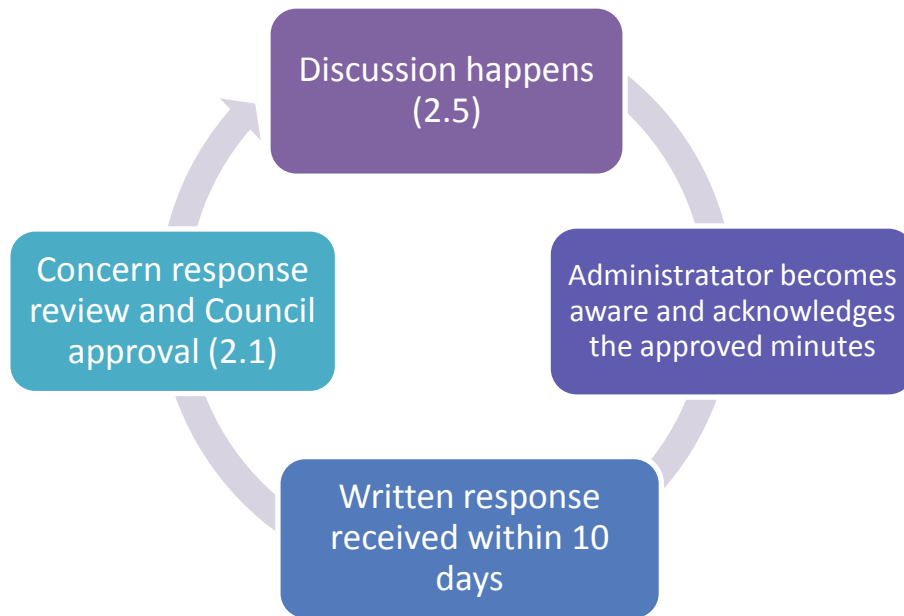 Discussion happens
(2.5)
Administratator becomes
aware and acknowledges
the approved minutes
Written response
received within 10
days
Concern response
review and Council
approval (2.1)